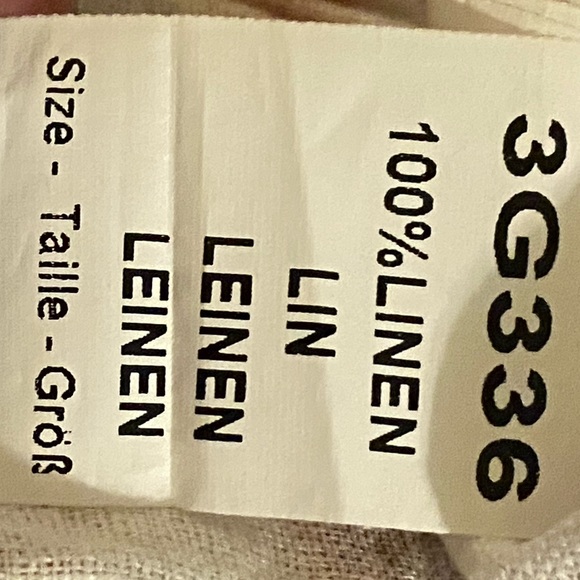 3G336
100%LINEN
LIN
LEINEN
LEINEN
Size - Taille - Größ